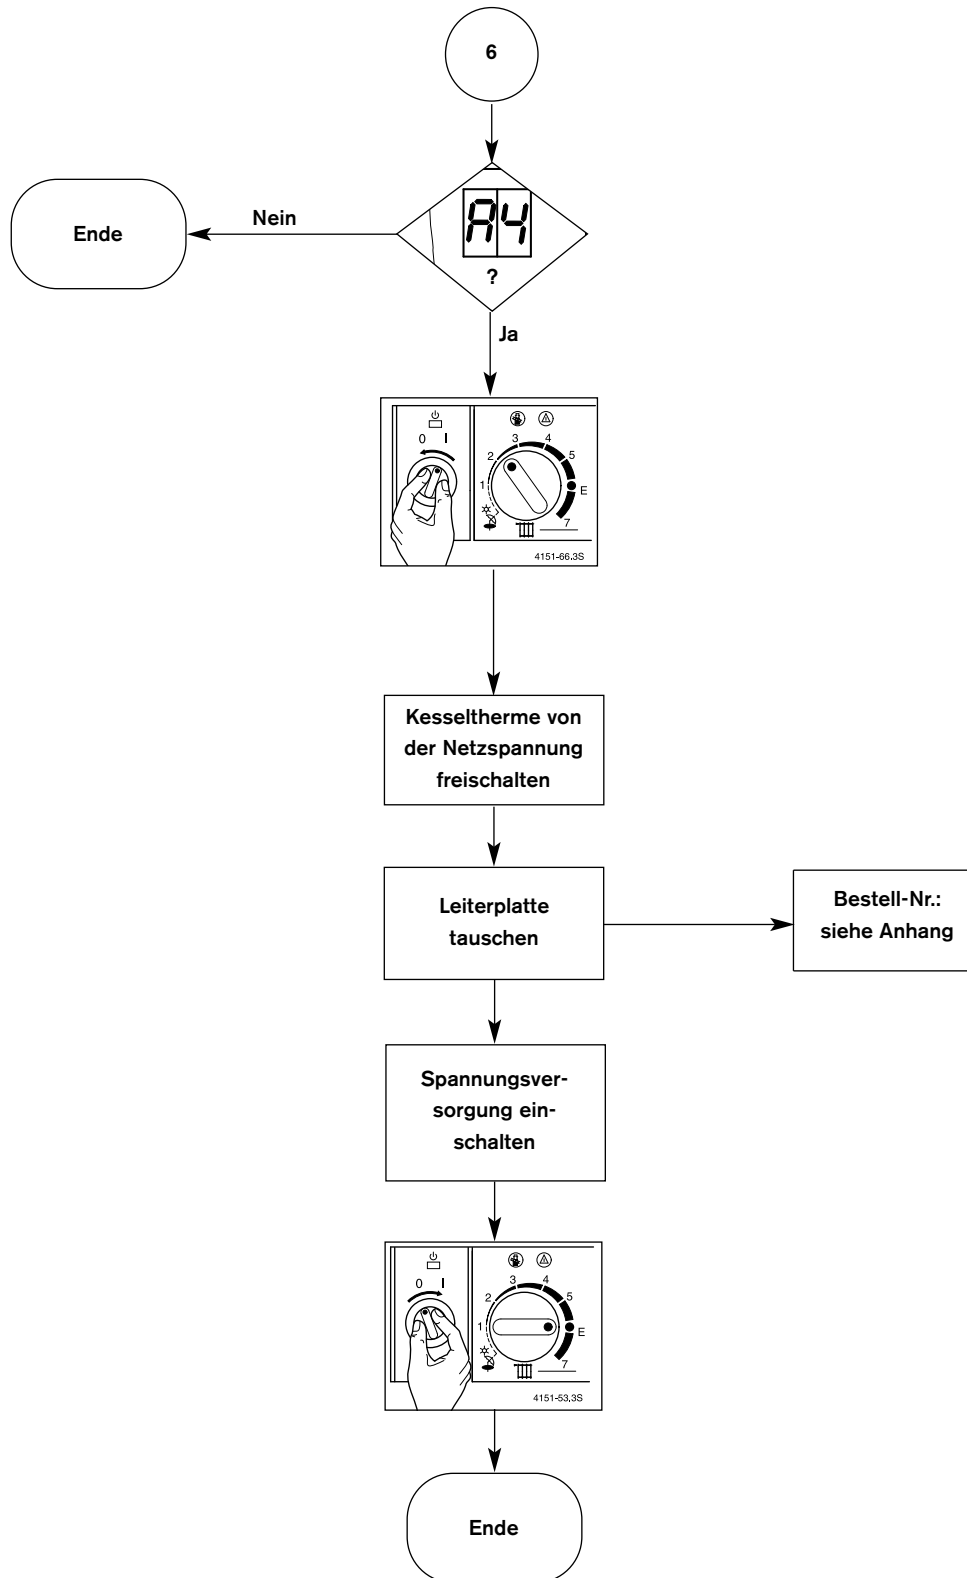 6
A4
?
Nein
Ende
Ja
0 I
1
2
3
4
5
E
7
4151-66.3S
Kesseltherme von
der Netzspannung
freischalten
Leiterplatte
tauschen
Bestell-Nr.:
siehe Anhang
Spannungsver-
sorgung ein-
schalten
0 I
1
2
3
4
5
E
7
4151-53,3S
Ende